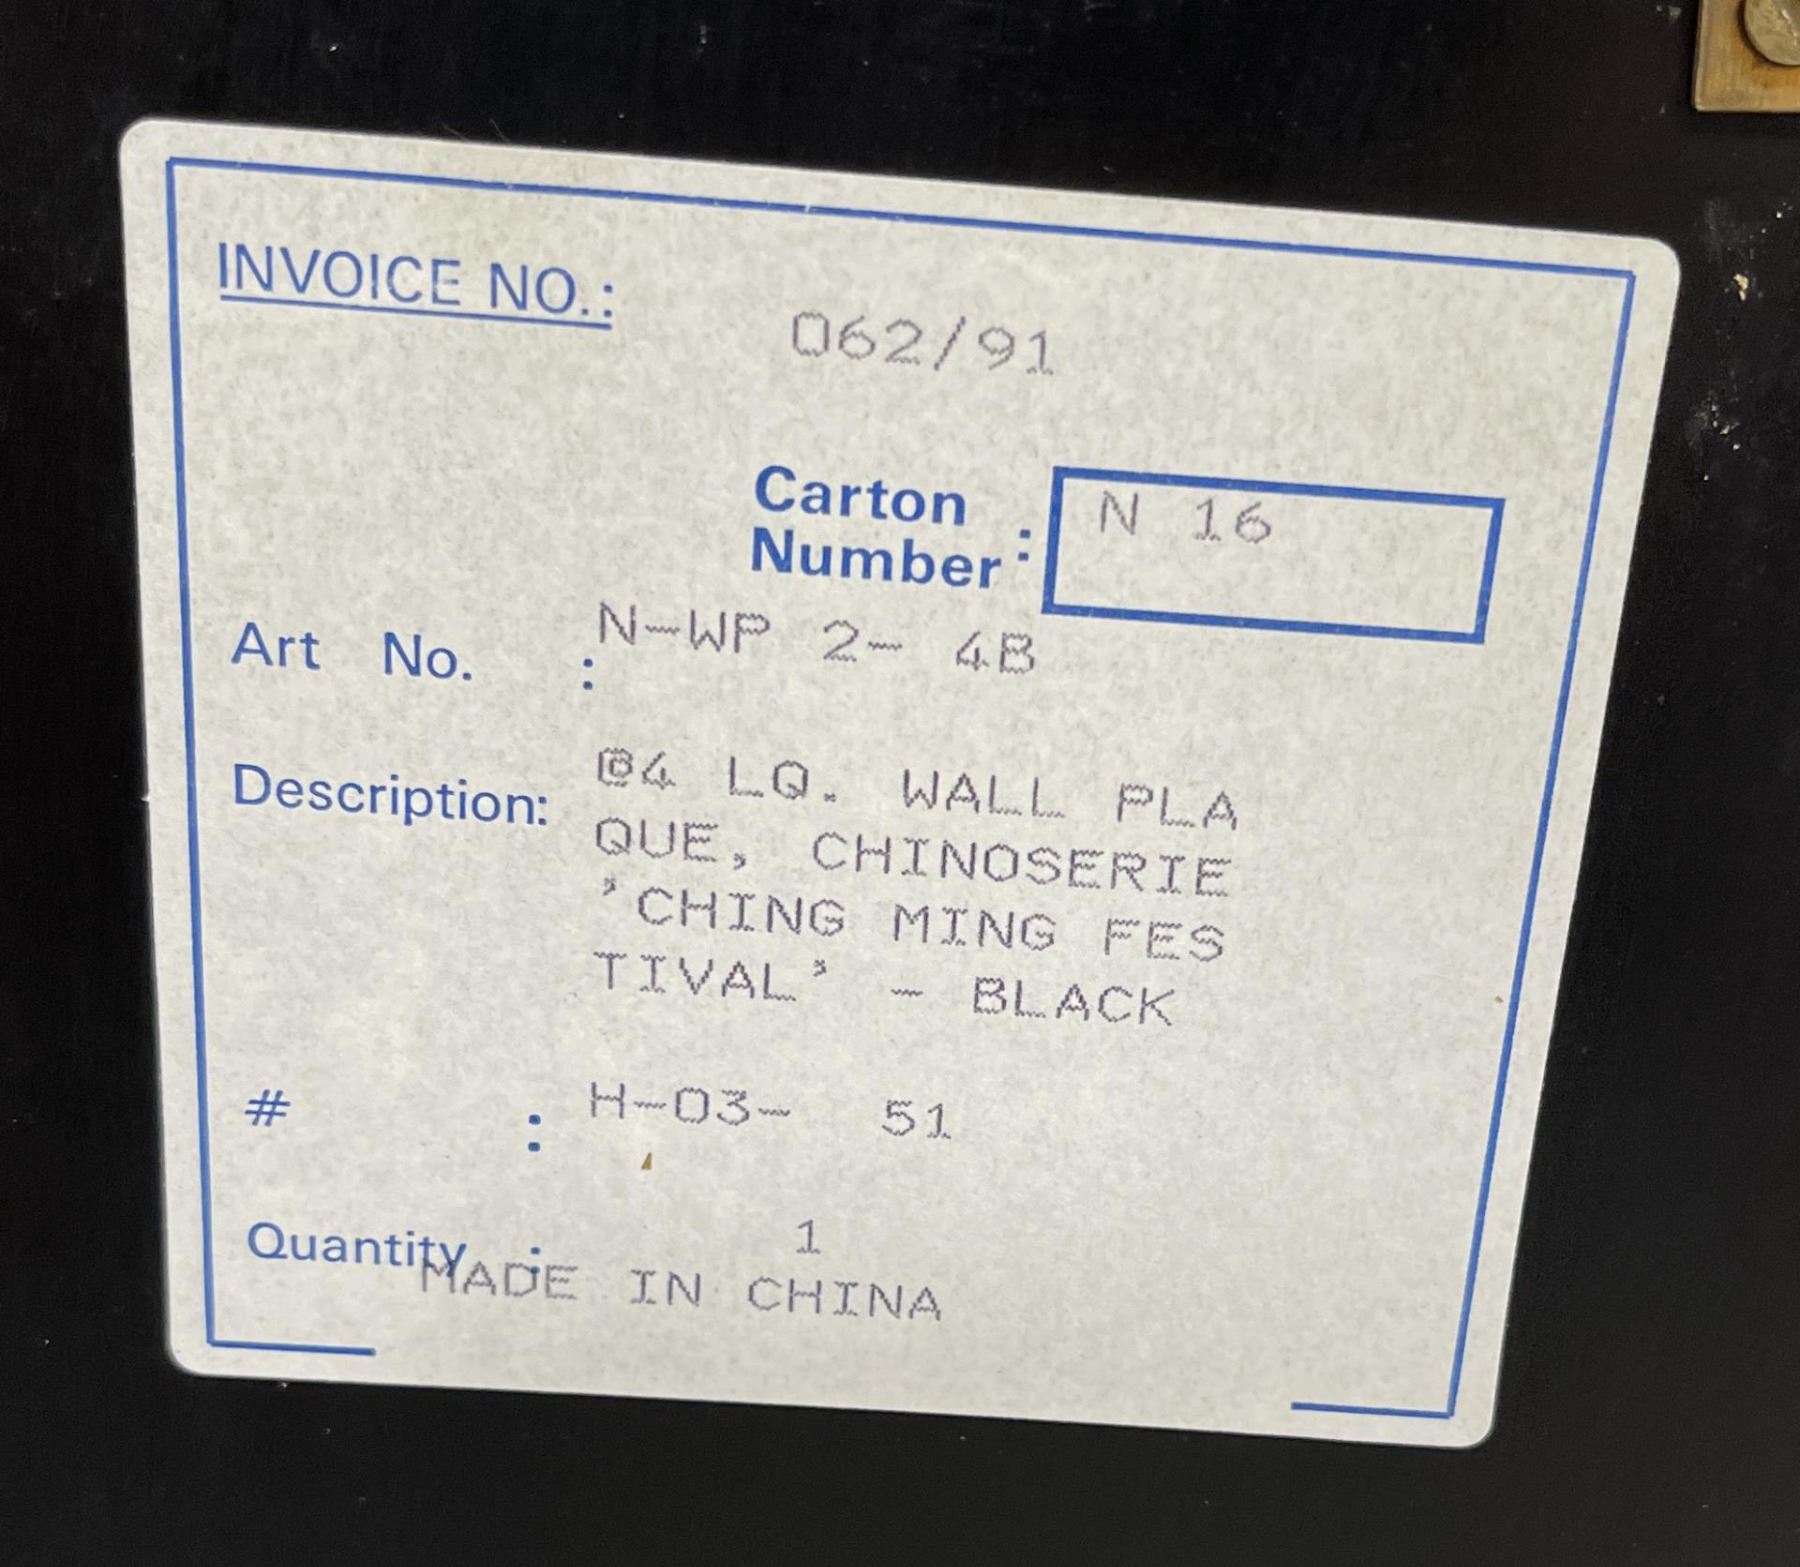 INVOICE NO.:
062/91
Carton
Number : N 16
Art No. : N-WP 2- 4B
Description: @4 LQ. WALL PLA
QUE, CHINOSERIE
'CHING MING FES
TIVAL' - BLACK
# : H-03- 51
Quantity : 1
MADE IN CHINA